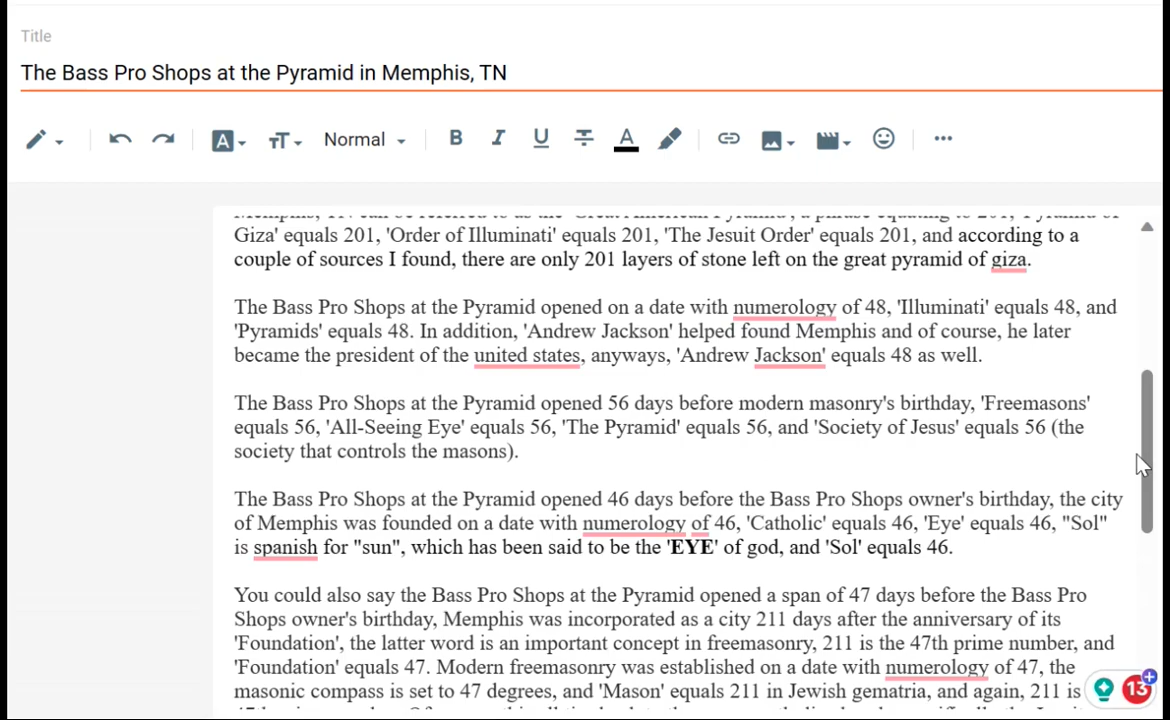 Title
The Bass Pro Shops at the Pyramid in Memphis, TN
A
TT
Normal
B
I
U
A
Giza' equals 201, 'Order of Illuminati' equals 201, 'The Jesuit Order' equals 201, and according to a
couple of sources I found, there are only 201 layers of stone left on the great pyramid of giza.
The Bass Pro Shops at the Pyramid opened on a date with numerology of 48, 'Illuminati' equals 48, and
'Pyramids' equals 48. In addition, 'Andrew Jackson' helped found Memphis and of course, he later
became the president of the united states, anyways, 'Andrew Jackson' equals 48 as well.
The Bass Pro Shops at the Pyramid opened 56 days before modern masonry's birthday, 'Freemasons'
equals 56, 'All-Seeing Eye' equals 56, 'The Pyramid' equals 56, and 'Society of Jesus' equals 56 (the
society that controls the masons).
The Bass Pro Shops at the Pyramid opened 46 days before the Bass Pro Shops owner's birthday, the city
of Memphis was founded on a date with numerology of 46, 'Catholic' equals 46, 'Eye' equals 46, "Sol"
is spanish for "sun", which has been said to be the 'EYE' of god, and 'Sol' equals 46.
You could also say the Bass Pro Shops at the Pyramid opened a span of 47 days before the Bass Pro
Shops owner's birthday, Memphis was incorporated as a city 211 days after the anniversary of its
'Foundation', the latter word is an important concept in freemasonry, 211 is the 47th prime number, and
'Foundation' equals 47. Modern freemasonry was established on a date with numerology of 47, the
masonic compass is set to 47 degrees, and 'Mason' equals 211 in Jewish gematria, and again, 211 is
13